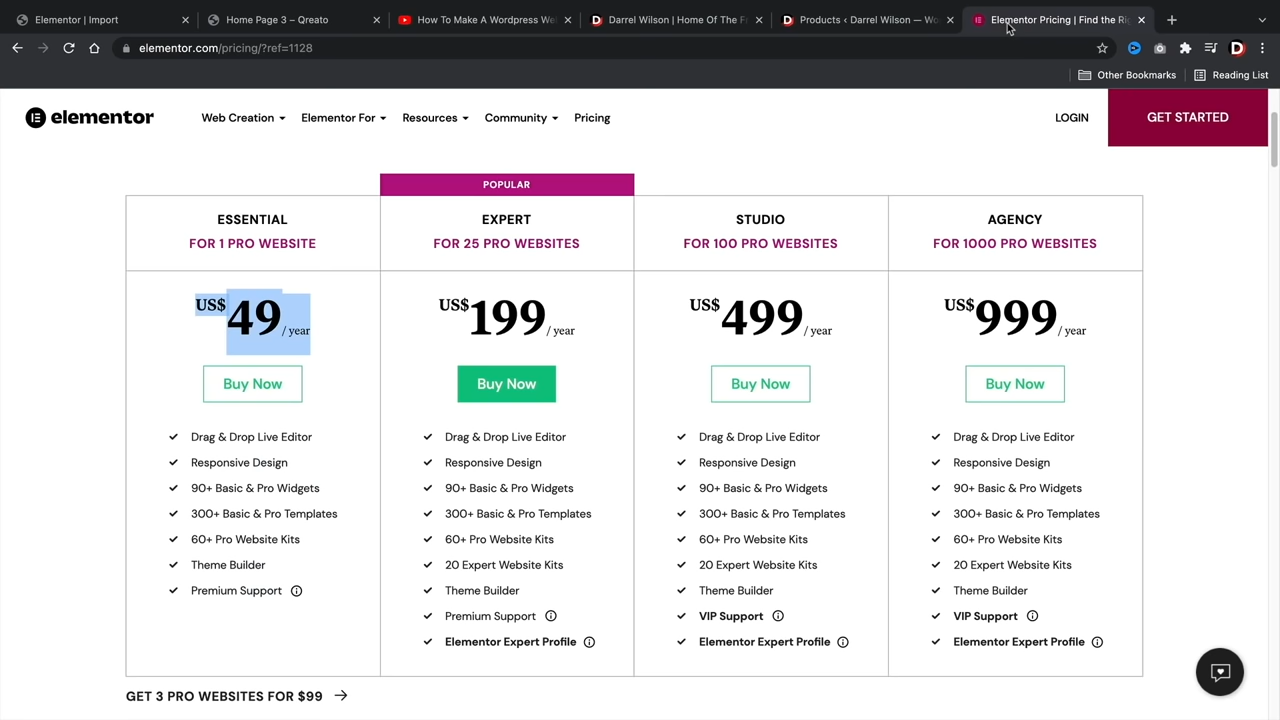 Elementor | Import
Home Page 3 – Qreato
How To Make A Wordpress We
Darrel Wilson | Home Of The Fr
Products ‹ Darrel Wilson — Wo
Elementor Pricing | Find the Ri
elementor.com/pricing/?ref=1128
Other Bookmarks
Reading List
elementor
Web Creation
Elementor For
Resources
Community
Pricing
LOGIN
GET STARTED
POPULAR
ESSENTIAL
FOR 1 PRO WEBSITE
US$49/ year
Buy Now
Drag & Drop Live Editor
Responsive Design
90+ Basic & Pro Widgets
300+ Basic & Pro Templates
60+ Pro Website Kits
Theme Builder
Premium Support
EXPERT
FOR 25 PRO WEBSITES
US$199/ year
Buy Now
Drag & Drop Live Editor
Responsive Design
90+ Basic & Pro Widgets
300+ Basic & Pro Templates
60+ Pro Website Kits
20 Expert Website Kits
Theme Builder
Premium Support
Elementor Expert Profile
STUDIO
FOR 100 PRO WEBSITES
US$499/ year
Buy Now
Drag & Drop Live Editor
Responsive Design
90+ Basic & Pro Widgets
300+ Basic & Pro Templates
60+ Pro Website Kits
20 Expert Website Kits
Theme Builder
VIP Support
Elementor Expert Profile
AGENCY
FOR 1000 PRO WEBSITES
US$999/ year
Buy Now
Drag & Drop Live Editor
Responsive Design
90+ Basic & Pro Widgets
300+ Basic & Pro Templates
60+ Pro Website Kits
20 Expert Website Kits
Theme Builder
VIP Support
Elementor Expert Profile
GET 3 PRO WEBSITES FOR $99